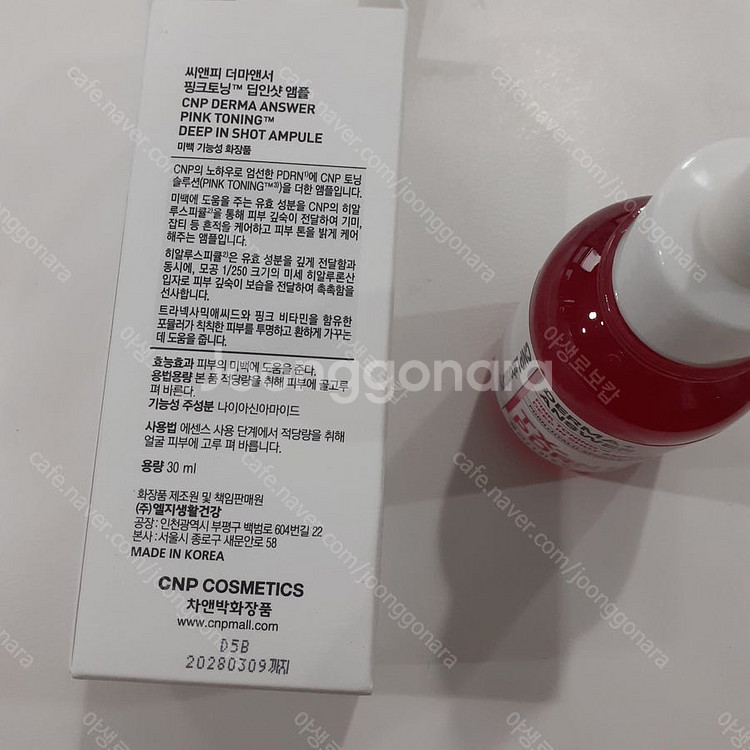 씨앤피 더마앤서
핑크토닝™ 딥인샷 앰플
CNP DERMA ANSWER
PINK TONING™
DEEP IN SHOT AMPULE
미백 기능성 화장품
CNP의 노하우로 엄선한 PDRN¹⁾에 CNP 토닝
솔루션(PINK TONING™³⁾)을 더한 앰플입니다.
미백에 도움을 주는 유효 성분을 CNP의 히알
루스피큘²⁾을 통해 피부 깊숙이 전달하여 기미,
잡티 등 흔적을 케어하고 피부 톤을 밝게 케어
해주는 앰플입니다.
히알루스피큘²⁾은 유효 성분을 깊게 전달함과
동시에, 모공 1/250 크기의 미세 히알루론산
입자로 피부 깊숙이 보습을 전달하여 촉촉함을
선사합니다.
트라넥사믹애씨드와 핑크 비타민을 함유한
포뮬러가 칙칙한 피부를 투명하고 환하게 가꾸는
데 도움을 줍니다.
효능효과 피부의 미백에 도움을 준다.
용법용량 본 품 적당량을 취해 피부에 골고루
펴 바른다.
기능성 주성분 나이아신아마이드
사용법 에센스 사용 단계에서 적당량을 취해
얼굴 피부에 고루 펴 바릅니다.
용량 30 ml
화장품 제조원 및 책임판매원
(주)엘지생활건강
공장 : 인천광역시 부평구 백범로 604번길 22
본사 : 서울시 종로구 새문안로 58
MADE IN KOREA
CNP COSMETICS
차앤박화장품
www.cnpmall.com
D5B
20280309까지
CNP
DERMA
ANSW
joonggonara
cafe.naver.com/joonggonara
야생로보캅